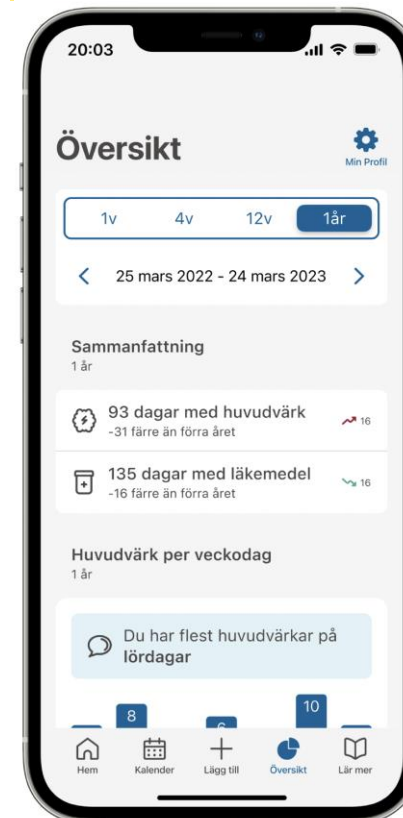 20:03
Översikt
Min Profil
1v 4v 12v 1år
25 mars 2022 - 24 mars 2023
Sammanfattning
1 år
93 dagar med huvudvärk
-31 färre än förra året
16
135 dagar med läkemedel
-16 färre än förra året
16
Huvudvärk per veckodag
1 år
Du har flest huvudvärkar på
lördagar
8
10
Hem Kalender Lägg till Översikt Lär mer